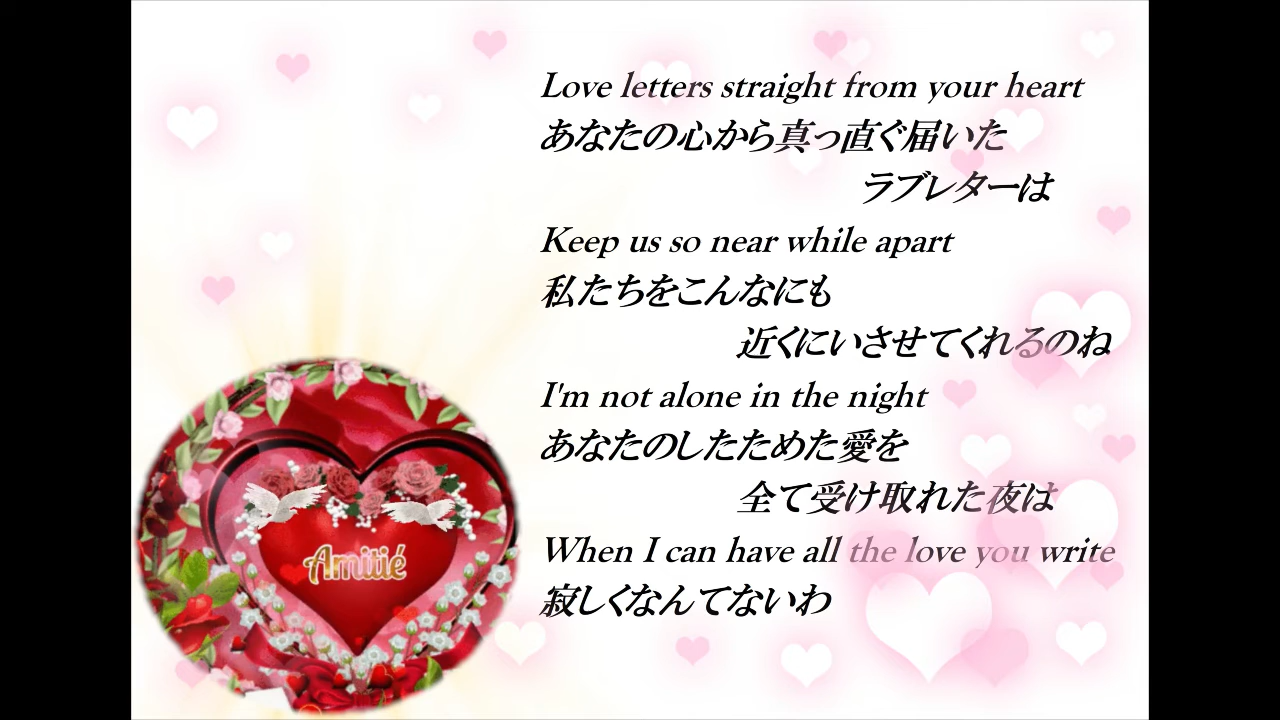 Love letters straight from your heart
あなたの心から真っ直ぐ届いた
ラブレターは
Keep us so near while apart
私たちをこんなにも
近くにいさせてくれるのね
I'm not alone in the night
あなたのしたためた愛を
全て受け取れた夜は
When I can have all the love you write
寂しくなんてないわ
Amitié